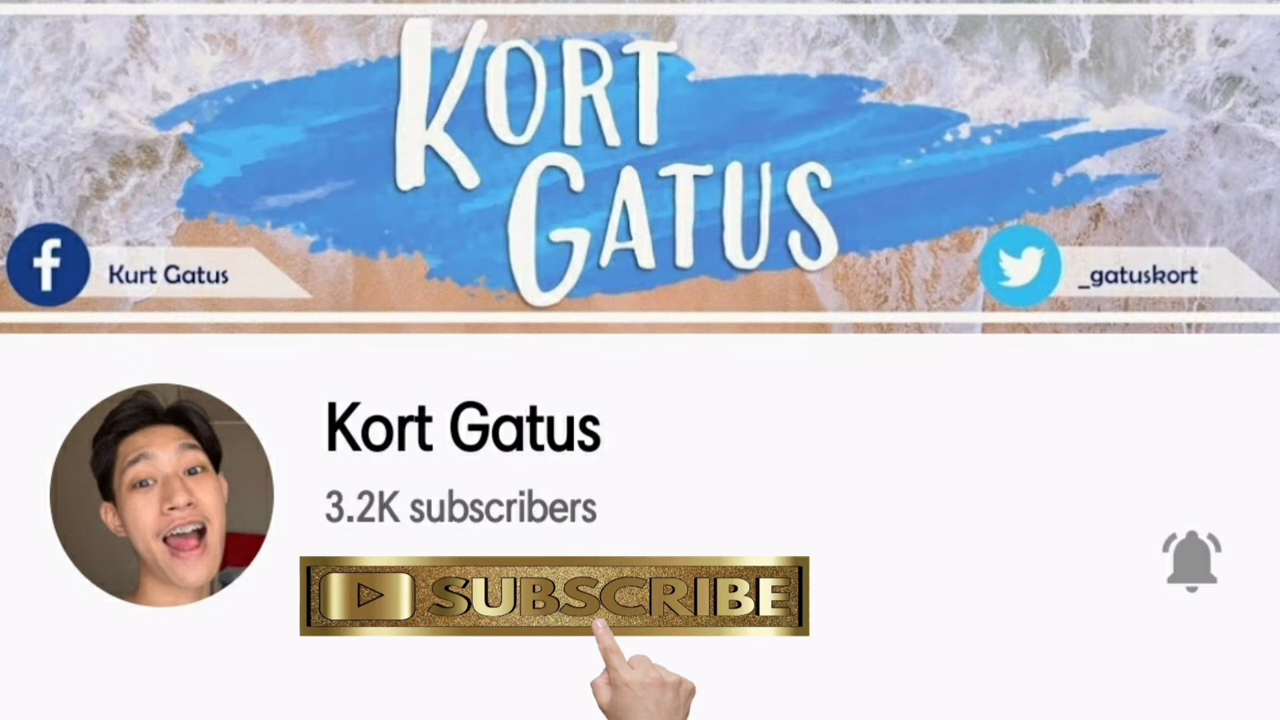 KORT
GATUS
Kurt Gatus
_gatuskort
Kort Gatus
3.2K subscribers
SUBSCRIBE